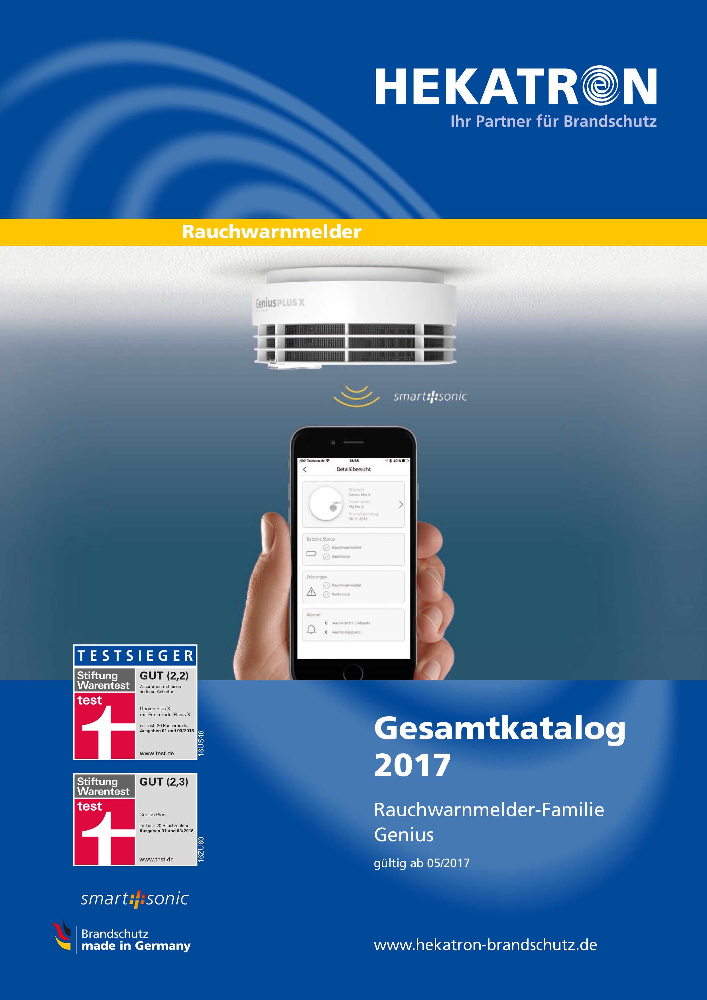 HEKATRON
Ihr Partner für Brandschutz
Rauchwarnmelder
Genius PLUS X
smart sonic
-102 Telekom.de 13:58 40 %
Detailübersicht
Produkt
Genius Plus X
Funkmodul
FM.Pro X
Produktionstag
16.11.2015
Batterie Status
Rauchwarnmelder
Funkmodul
Störungen
Rauchwarnmelder
Funkmodul
Alarme
0 Alarme letzte 3 Monate
0 Alarme insgesamt
TESTSIEGER
Stiftung
Warentest
test
GUT (2,2)
Zusammen mit einem
anderen Anbieter
Genius Plus X
mit Funkmodul Basis X
im Test: 20 Rauchmelder
Ausgaben 01 und 03/2016
www.test.de
16US48
Stiftung
Warentest
test
GUT (2,3)
Genius Plus
im Test: 20 Rauchmelder
Ausgaben 01 und 03/2016
www.test.de
16ZU60
smart sonic
Brandschutz
made in Germany
Gesamtkatalog
2017
Rauchwarnmelder-Familie
Genius
gültig ab 05/2017
www.hekatron-brandschutz.de